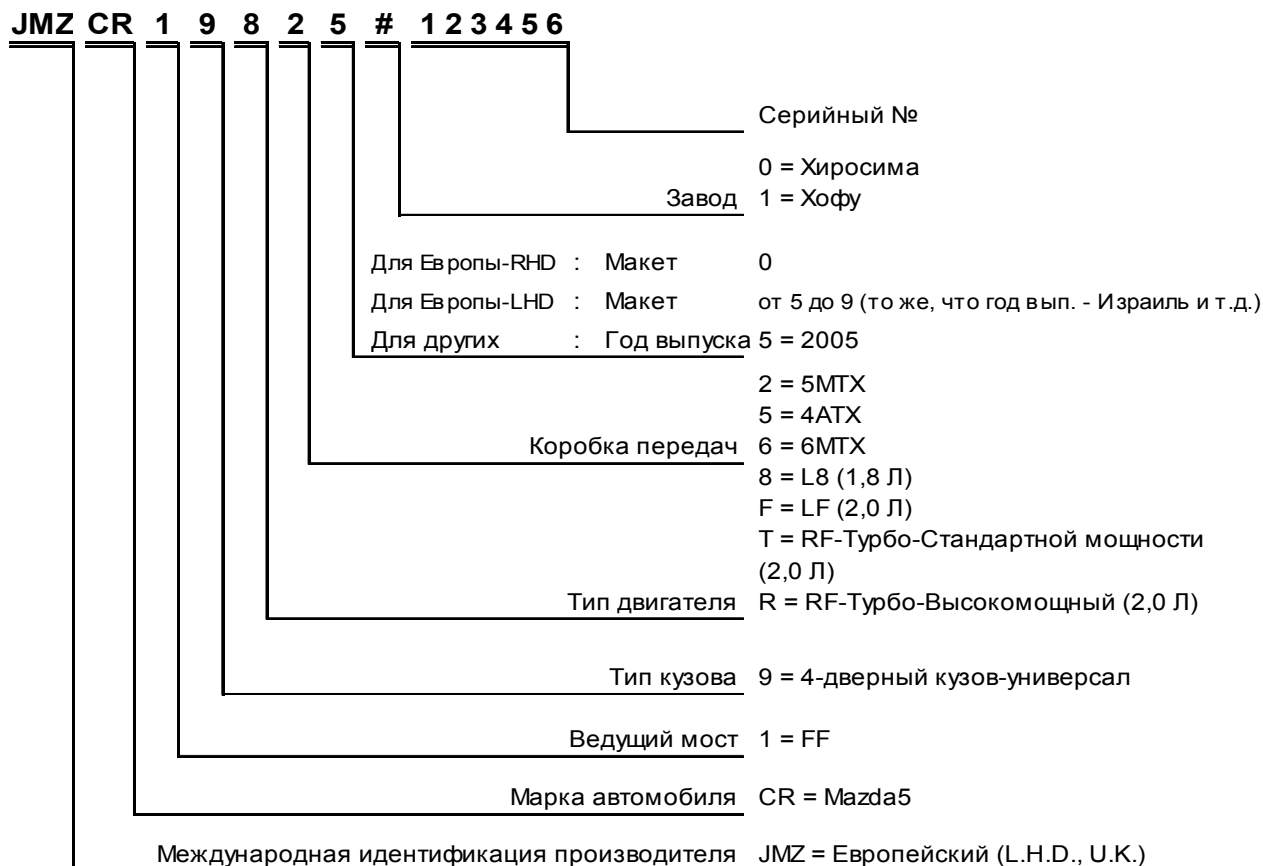 JMZ CR 1 9 8 2 5 # 1 2 3 4 5 6
Серийный №
0 = Хиросима
Завод 1 = Хофу
Для Европы-RHD : Макет 0
Для Европы-LHD : Макет от 5 до 9 (то же, что год вып. - Израиль и т.д.)
Для других : Год выпуска 5 = 2005
2 = 5MTX
5 = 4ATX
Коробка передач 6 = 6MTX
8 = L8 (1,8 Л)
F = LF (2,0 Л)
T = RF-Турбо-Стандартной мощности
(2,0 Л)
Тип двигателя R = RF-Турбо-Высокомощный (2,0 Л)
Тип кузова 9 = 4-дверный кузов-универсал
Ведущий мост 1 = FF
Марка автомобиля CR = Mazda5
Международная идентификация производителя JMZ = Европейский (L.H.D., U.K.)